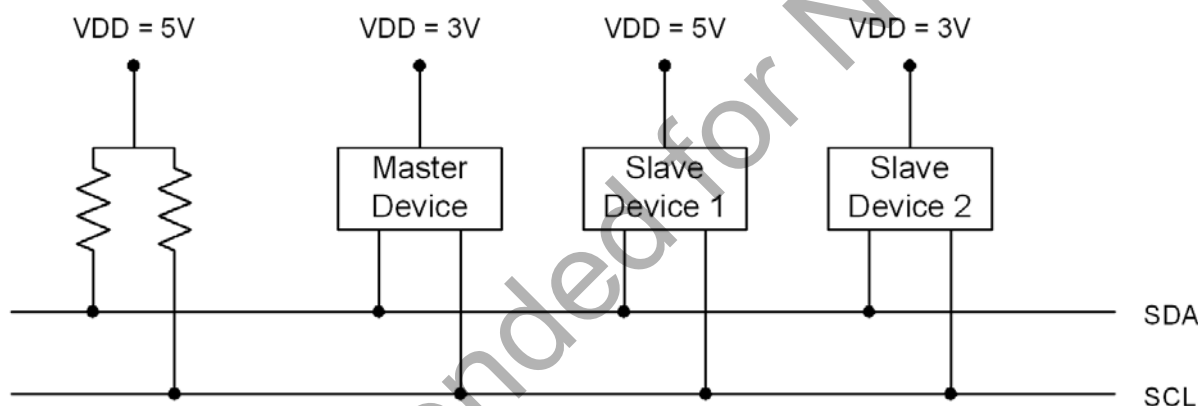 VDD = 5V
VDD = 3V
VDD = 5V
VDD = 3V
Master
Device
Slave
Device 1
Slave
Device 2
SDA
SCL